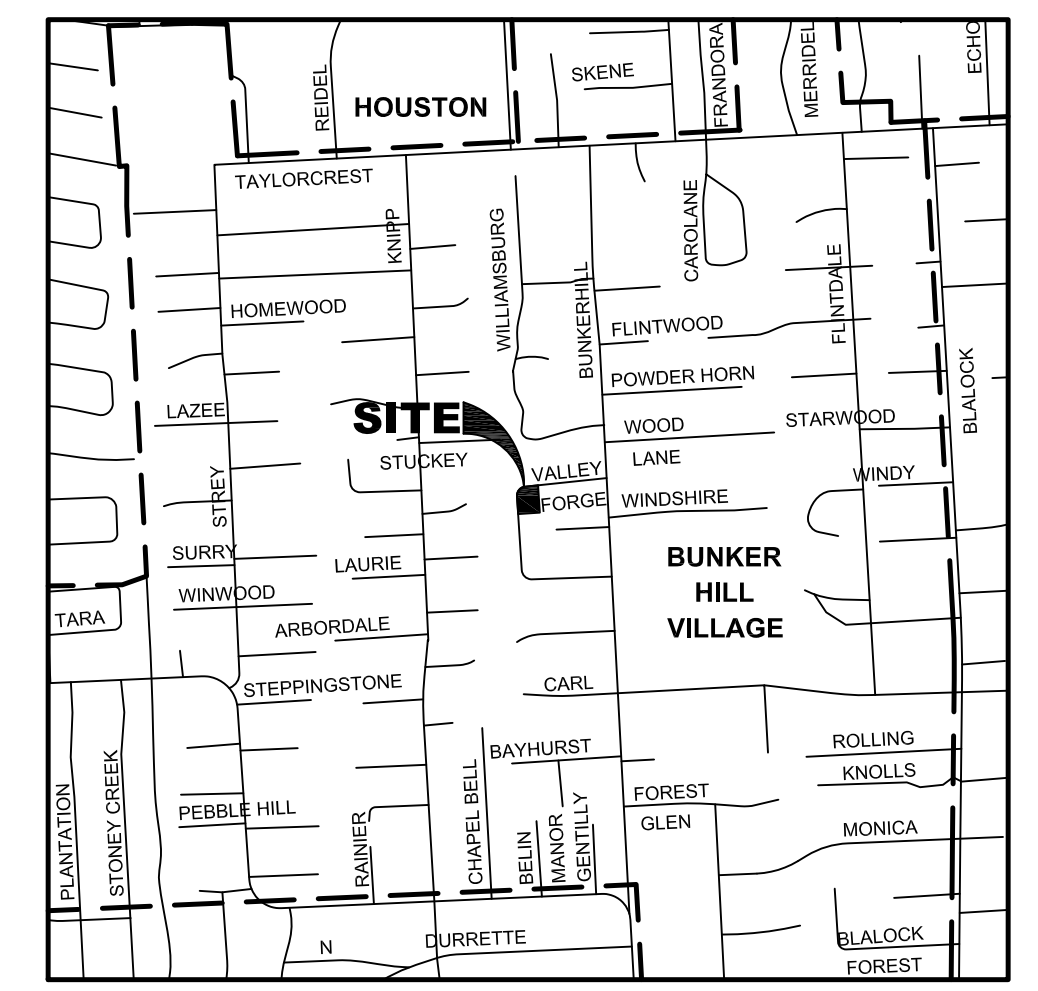 ECHO
REIDEL
SKENE
FRANDORA
MERRIDEL
HOUSTON
TAYLORCREST
KNIPP
WILLIAMSBURG
CAROLANE
BUNKERHILL
FLINTDALE
HOMEWOOD
FLINTWOOD
POWDER HORN
BLALOCK
LAZEE
SITE
WOOD
LANE
STARWOOD
STUCKEY
VALLEY
FORGE
WINDY
STREY
WINDSHIRE
SURRY
LAURIE
BUNKER
HILL
VILLAGE
WINWOOD
TARA
ARBORDALE
STEPPINGSTONE
CARL
BAYHURST
ROLLING
KNOLLS
PLANTATION
STONEY CREEK
PEBBLE HILL
RAINIER
CHAPEL BELL
BELIN
MANOR
GENTILLY
FOREST
GLEN
MONICA
N
DURRETTE
BLALOCK
FOREST